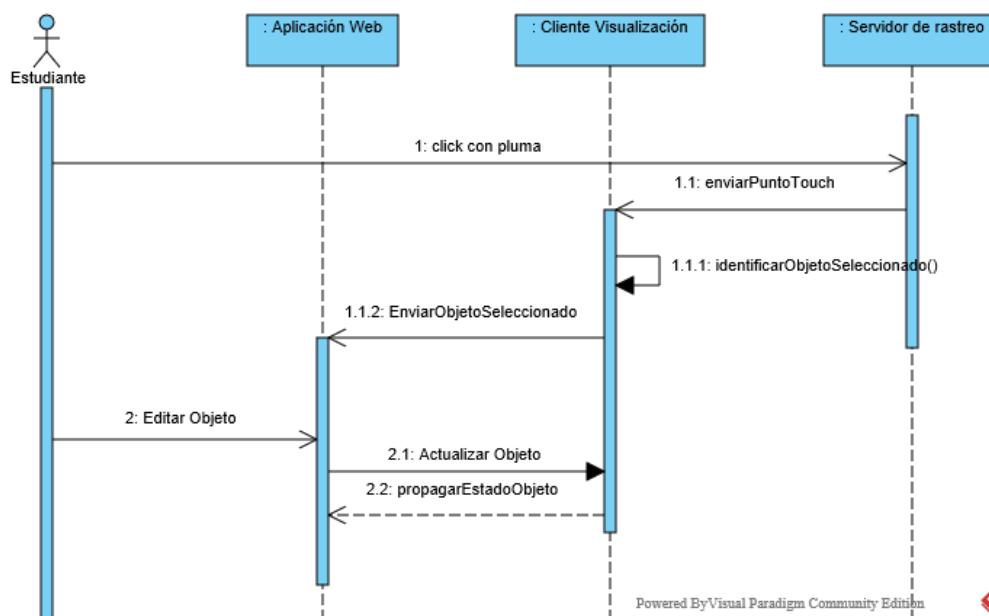 : Aplicación Web
: Cliente Visualización
: Servidor de rastreo
Estudiante
1: click con pluma
1.1: enviarPuntoTouch
1.1.1: identificarObjetoSeleccionado()
1.1.2: EnviarObjetoSeleccionado
2: Editar Objeto
2.1: Actualizar Objeto
2.2: propagarEstadoObjeto
Powered ByVisual Paradigm Community Edition